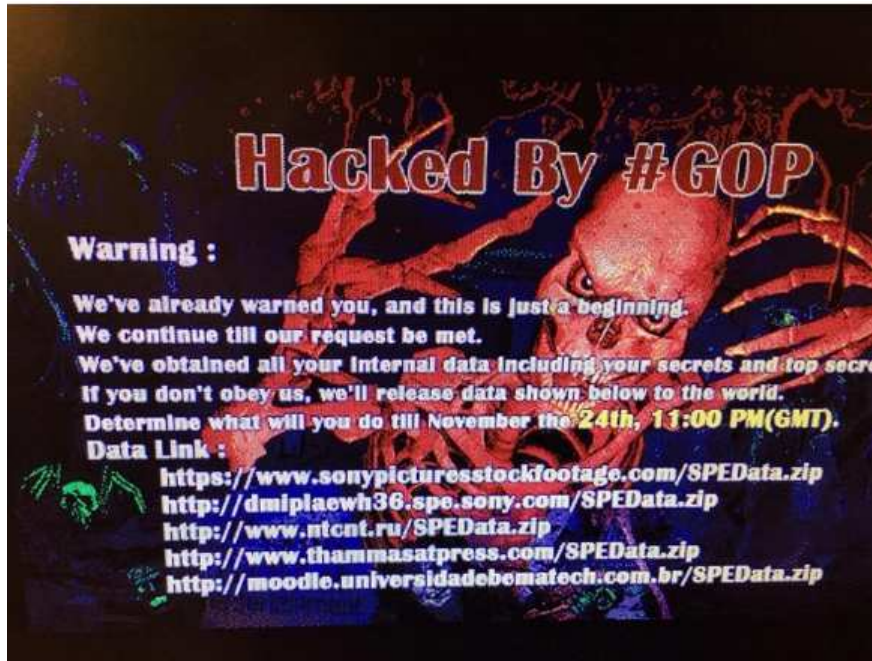 Hacked By #GOP
Warning :
We've already warned you, and this is just a beginning.
We continue till our request be met.
We've obtained all your internal data including your secrets and top secre
If you don't obey us, we'll release data shown below to the world.
Determine what will you do till November the 24th, 11:00 PM(GMT).
Data Link :
https://www.sonypicturesstockfootage.com/SPEData.zip
http://dmiplaewh36.spe.sony.com/SPEData.zip
http://www.ntcnt.ru/SPEData.zip
http://www.thammasatpress.com/SPEData.zip
http://moodle.universidadebematech.com.br/SPEData.zip